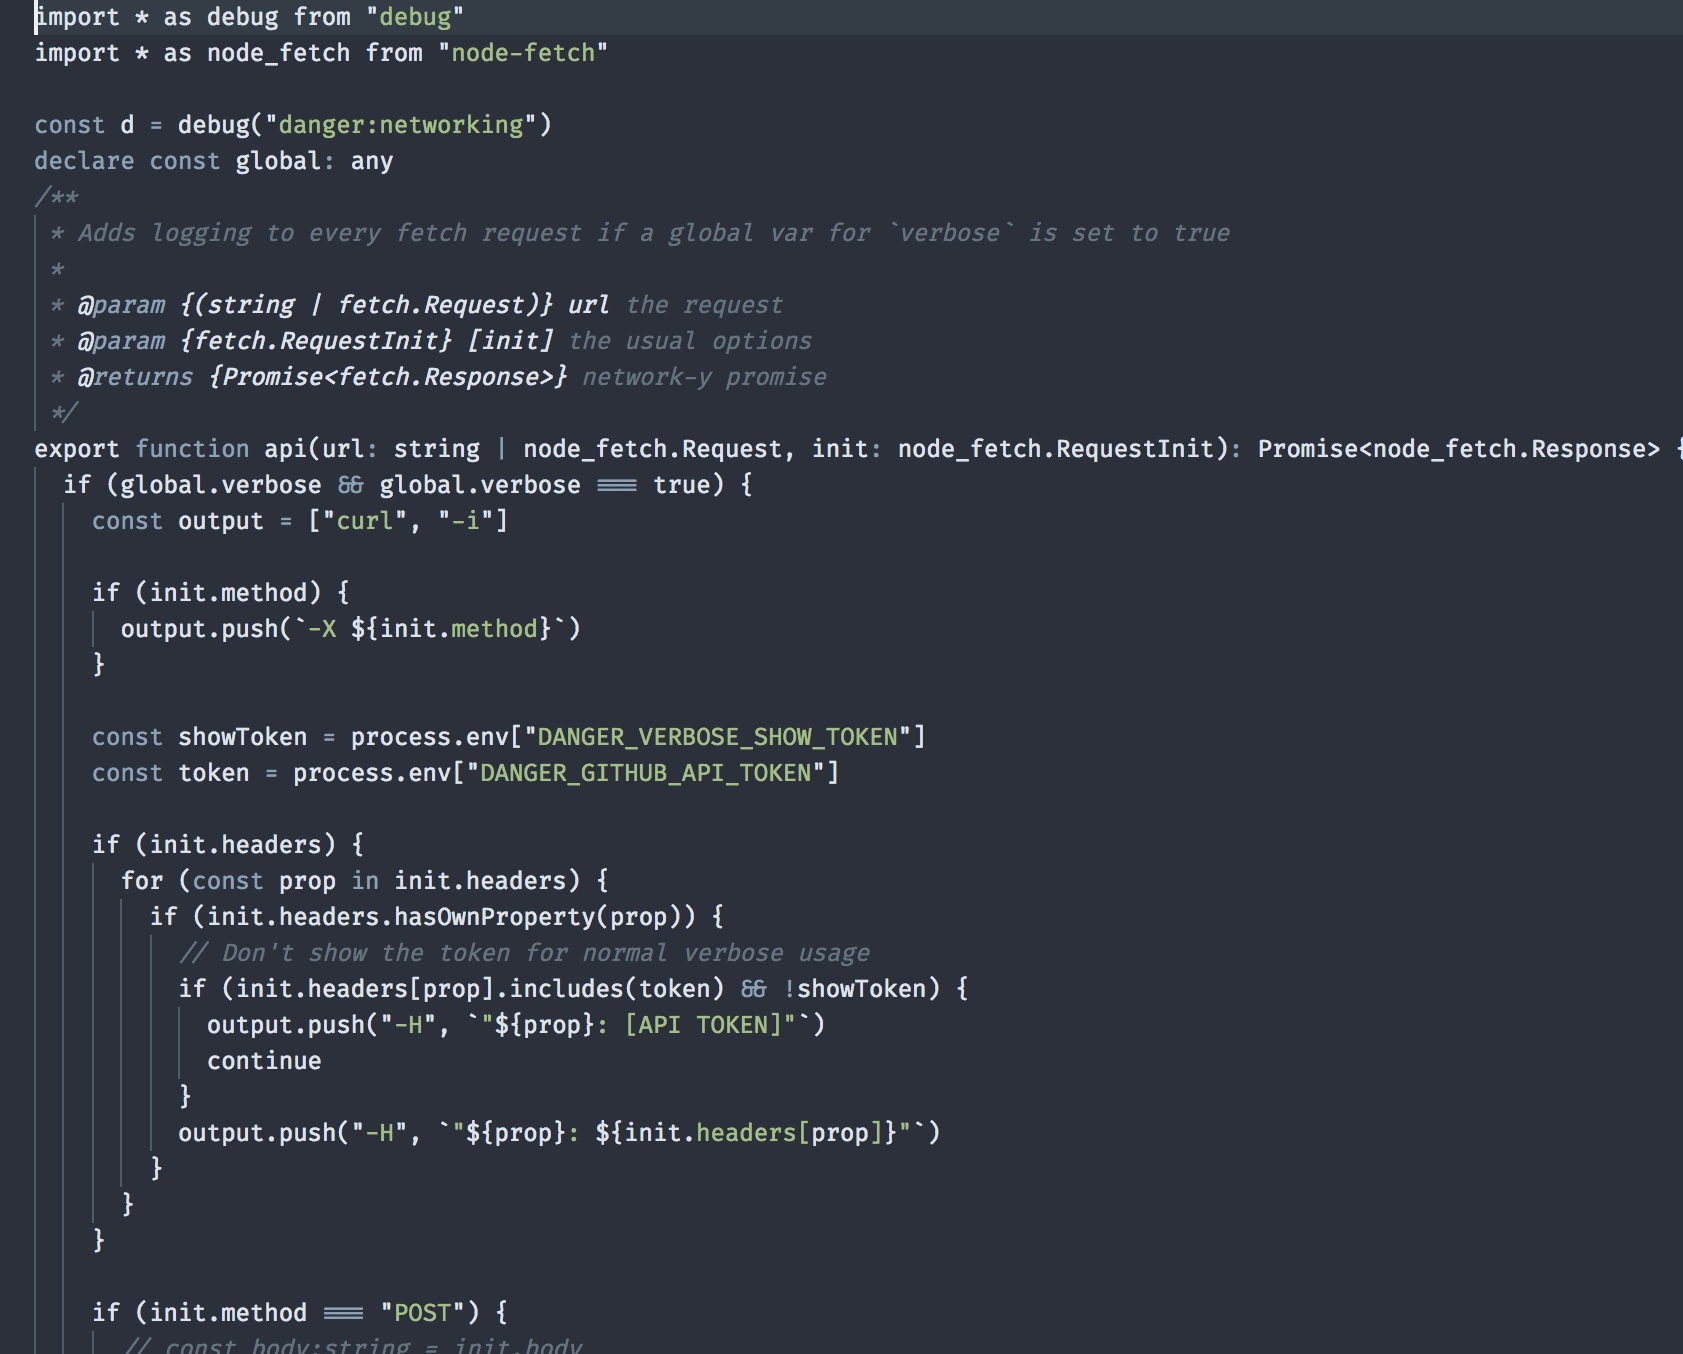 import * as debug from "debug"
import * as node_fetch from "node-fetch"

const d = debug("danger:networking")
declare const global: any
/**
 * Adds logging to every fetch request if a global var for `verbose` is set to true
 *
 * @param {(string | fetch.Request)} url the request
 * @param {fetch.RequestInit} [init] the usual options
 * @returns {Promise<fetch.Response>} network-y promise
 */
export function api(url: string | node_fetch.Request, init: node_fetch.RequestInit): Promise<node_fetch.Response> {
  if (global.verbose && global.verbose === true) {
    const output = ["curl", "-i"]

    if (init.method) {
      output.push(`-X ${init.method}`)
    }

    const showToken = process.env["DANGER_VERBOSE_SHOW_TOKEN"]
    const token = process.env["DANGER_GITHUB_API_TOKEN"]

    if (init.headers) {
      for (const prop in init.headers) {
        if (init.headers.hasOwnProperty(prop)) {
          // Don't show the token for normal verbose usage
          if (init.headers[prop].includes(token) && !showToken) {
            output.push("-H", `"${prop}: [API TOKEN]"`)
            continue
          }
          output.push("-H", `"${prop}: ${init.headers[prop]}"`)
        }
      }
    }

    if (init.method === "POST") {
      // const body:string = init.body